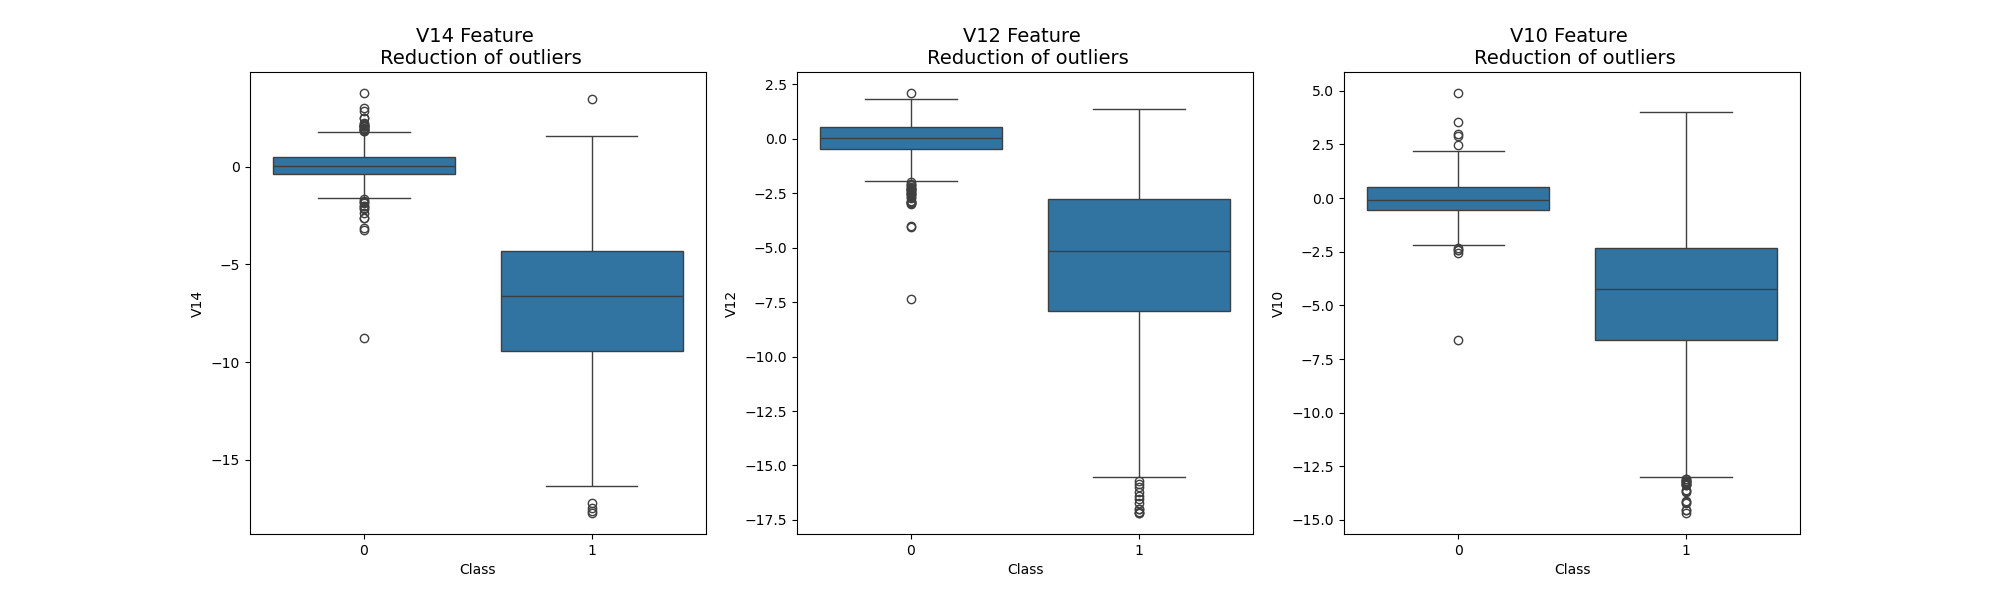 V14 Feature
Reduction of outliers
0
−5
−10
−15
V14
0
1
Class
V12 Feature
Reduction of outliers
2.5
0.0
−2.5
−5.0
−7.5
−10.0
−12.5
−15.0
−17.5
V12
0
1
Class
V10 Feature
Reduction of outliers
5.0
2.5
0.0
−2.5
−5.0
−7.5
−10.0
−12.5
−15.0
V10
0
1
Class